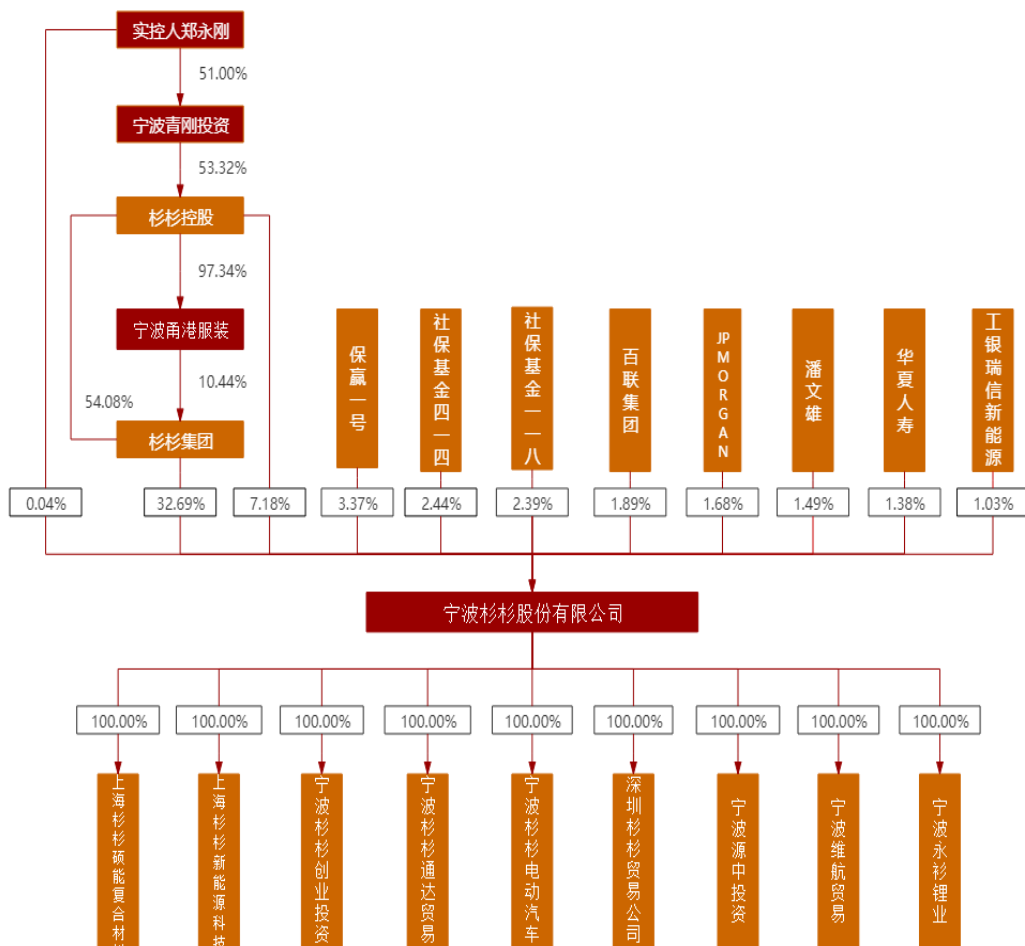 实控人郑永刚
51.00%
宁波青刚投资
53.32%
杉杉控股
97.34%
宁波甬港服装
10.44%
54.08%
杉杉集团
保赢一号
社保基金四一四
社保基金一一八
百联集团
JPMORGAN
潘文雄
华夏人寿
工银瑞信新能源
0.04%
32.69%
7.18%
3.37%
2.44%
2.39%
1.89%
1.68%
1.49%
1.38%
1.03%
宁波杉杉股份有限公司
100.00%
100.00%
100.00%
100.00%
100.00%
100.00%
100.00%
100.00%
100.00%
上海杉杉硕能复合材
上海杉杉新能源科技
宁波杉杉创业投资
宁波杉杉通达贸易
宁波杉杉电动汽车
深圳杉杉贸易公司
宁波源中投资
宁波维航贸易
宁波永杉锂业